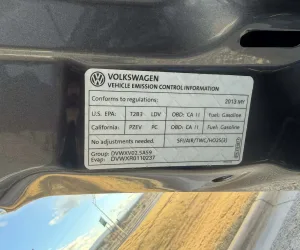 VOLKSWAGEN
VEHICLE EMISSION CONTROL INFORMATION
Conforms to regulations: 2013 MY
U.S. EPA: T2B3 LDV OBD: CA II Fuel: Gasoline
California: PZEV PC OBD: CA II Fuel: Gasoline
No adjustments needed. SFI/AIR/TWC/HO2S(2)
Group: DVWXV02.5A59
Evap: DVWXR0110237